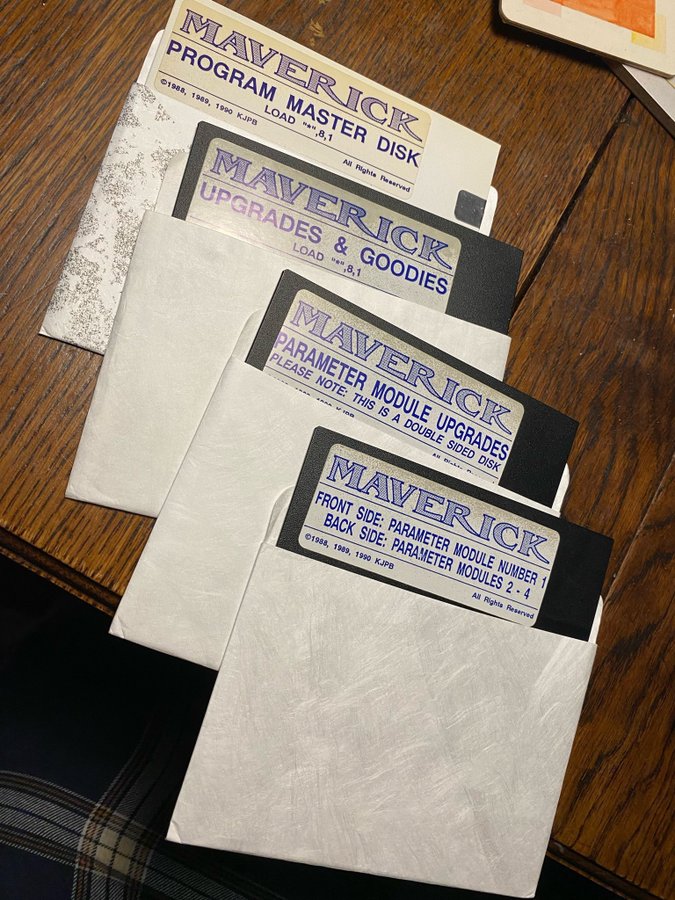 MAVERICK
PROGRAM MASTER DISK
LOAD "*",8,1
©1988, 1989, 1990 KJPB
All Rights Reserved
MAVERICK
UPGRADES & GOODIES
LOAD "*",8,1
MAVERICK
PARAMETER MODULE UPGRADES
PLEASE NOTE: THIS IS A DOUBLE SIDED DISK
MAVERICK
FRONT SIDE: PARAMETER MODULE NUMBER 1
BACK SIDE: PARAMETER MODULES 2 - 4
©1988, 1989, 1990 KJPB
All Rights Reserved